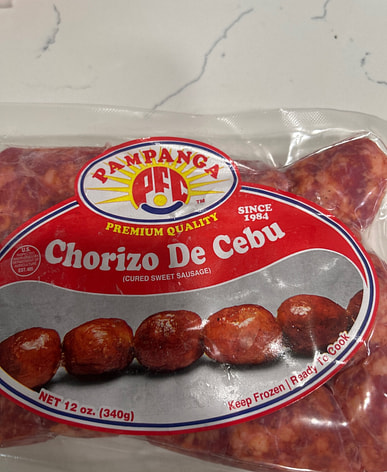 PAMPANGA
PFC
TM
PREMIUM QUALITY
SINCE
1984
Chorizo De Cebu
(CURED SWEET SAUSAGE)
U.S.
NET 12 oz. (340g)
Keep Frozen | Ready To Cook